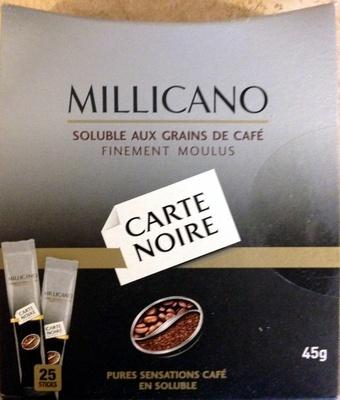 MILLICANO
SOLUBLE AUX GRAINS DE CAFÉ
FINEMENT MOULUS
CARTE
NOIRE
MILLICANO
CARTE
NOIRE
MILLICANO
CARTE
NOIRE
25
STICKS
45g
PURES SENSATIONS CAFÉ
EN SOLUBLE